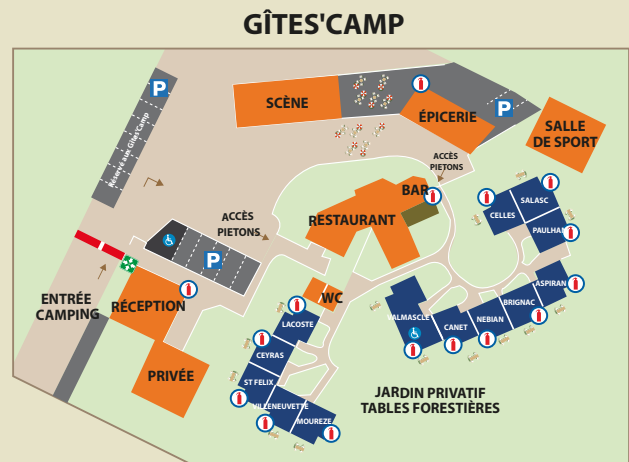 GÎTES'CAMP
P
Réservé aux Gîtes'Camp
SCÈNE
ÉPICERIE
P
SALLE
DE SPORT
ACCÈS
PIETONS
BAR
RESTAURANT
ACCÈS
PIETONS
P
CELLES
SALASC
PAULHAN
ENTRÉE
CAMPING
RÉCEPTION
PRIVÉE
WC
LACOSTE
CEYRAS
ST FELIX
VILLENEUVETTE
MOUREZE
VALMASCLE
CANET
NEBIAN
BRIGNAC
ASPIRAN
JARDIN PRIVATIF
TABLES FORESTIÈRES